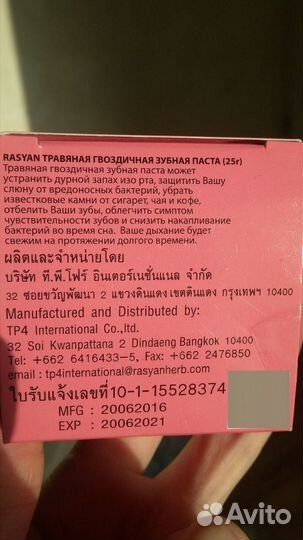 RASYAN ТРАВЯНАЯ ГВОЗДИЧНАЯ ЗУБНАЯ ПАСТА (25г)
Травяная гвоздичная зубная паста может
устранить дурной запах изо рта, защитить Вашу
слюну от вредоносных бактерий, убрать
известковые камни от сигарет, чая и кофе,
отбелить Ваши зубы, облегчить симптом
чувствительности зубов и снизить накапливание
бактерий во время сна. Ваше дыхание будет
свежим на протяжении долгого времени.
ผลิตและจำหน่ายโดย
บริษัท ที.พี.โฟร์ อินเตอร์เนชั่นแนล จำกัด
32 ซอยขวัญพัฒนา 2 แขวงดินแดง เขตดินแดง กรุงเทพฯ 10400
Manufactured and Distributed by:
TP4 International Co.,ltd.
32 Soi Kwanpattana 2 Dindaeng Bangkok 10400
Tel: +662 6416433-5, Fax: +662 2476850
email : tp4international@rasyanherb.com
ใบรับแจ้งเลขที่10-1-15528374
MFG : 20062016
EXP : 20062021
Avito